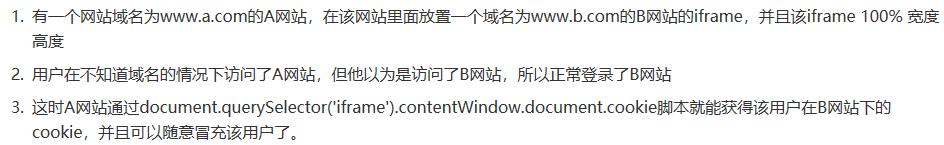 1. 有一个网站域名为www.a.com的A网站，在该网站里面放置一个域名为www.b.com的B网站的iframe，并且该iframe 100% 宽度
高度
2. 用户在不知道域名的情况下访问了A网站，但他以为是访问了B网站，所以正常登录了B网站
3. 这时A网站通过document.querySelector('iframe').contentWindow.document.cookie脚本就能获得该用户在B网站下的
cookie，并且可以随意冒充该用户了。